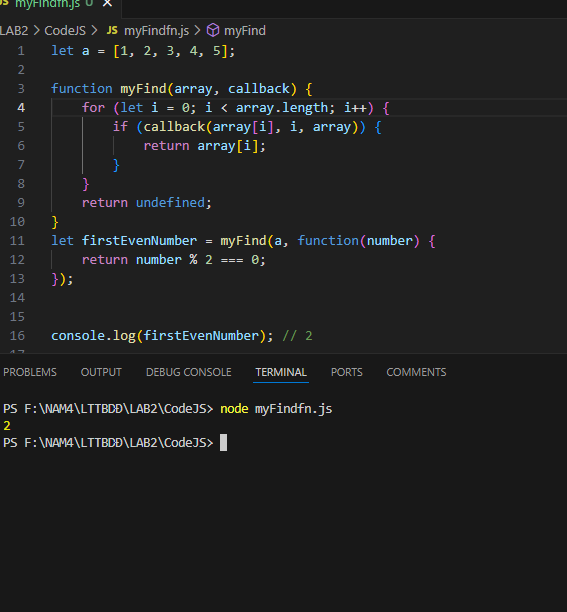 JS myFindfn.js U X
LAB2 > CodeJS > JS myFindfn.js > myFind
1 let a = [1, 2, 3, 4, 5];
2
3 function myFind(array, callback) {
4     for (let i = 0; i < array.length; i++) {
5         if (callback(array[i], i, array)) {
6             return array[i];
7         }
8     }
9     return undefined;
10 }
11 let firstEvenNumber = myFind(a, function(number) {
12     return number % 2 === 0;
13 });
14
15
16 console.log(firstEvenNumber); // 2
17
PROBLEMS OUTPUT DEBUG CONSOLE TERMINAL PORTS COMMENTS
PS F:\NAM4\LTTBDĐ\LAB2\CodeJS> node myFindfn.js
2
PS F:\NAM4\LTTBDĐ\LAB2\CodeJS>